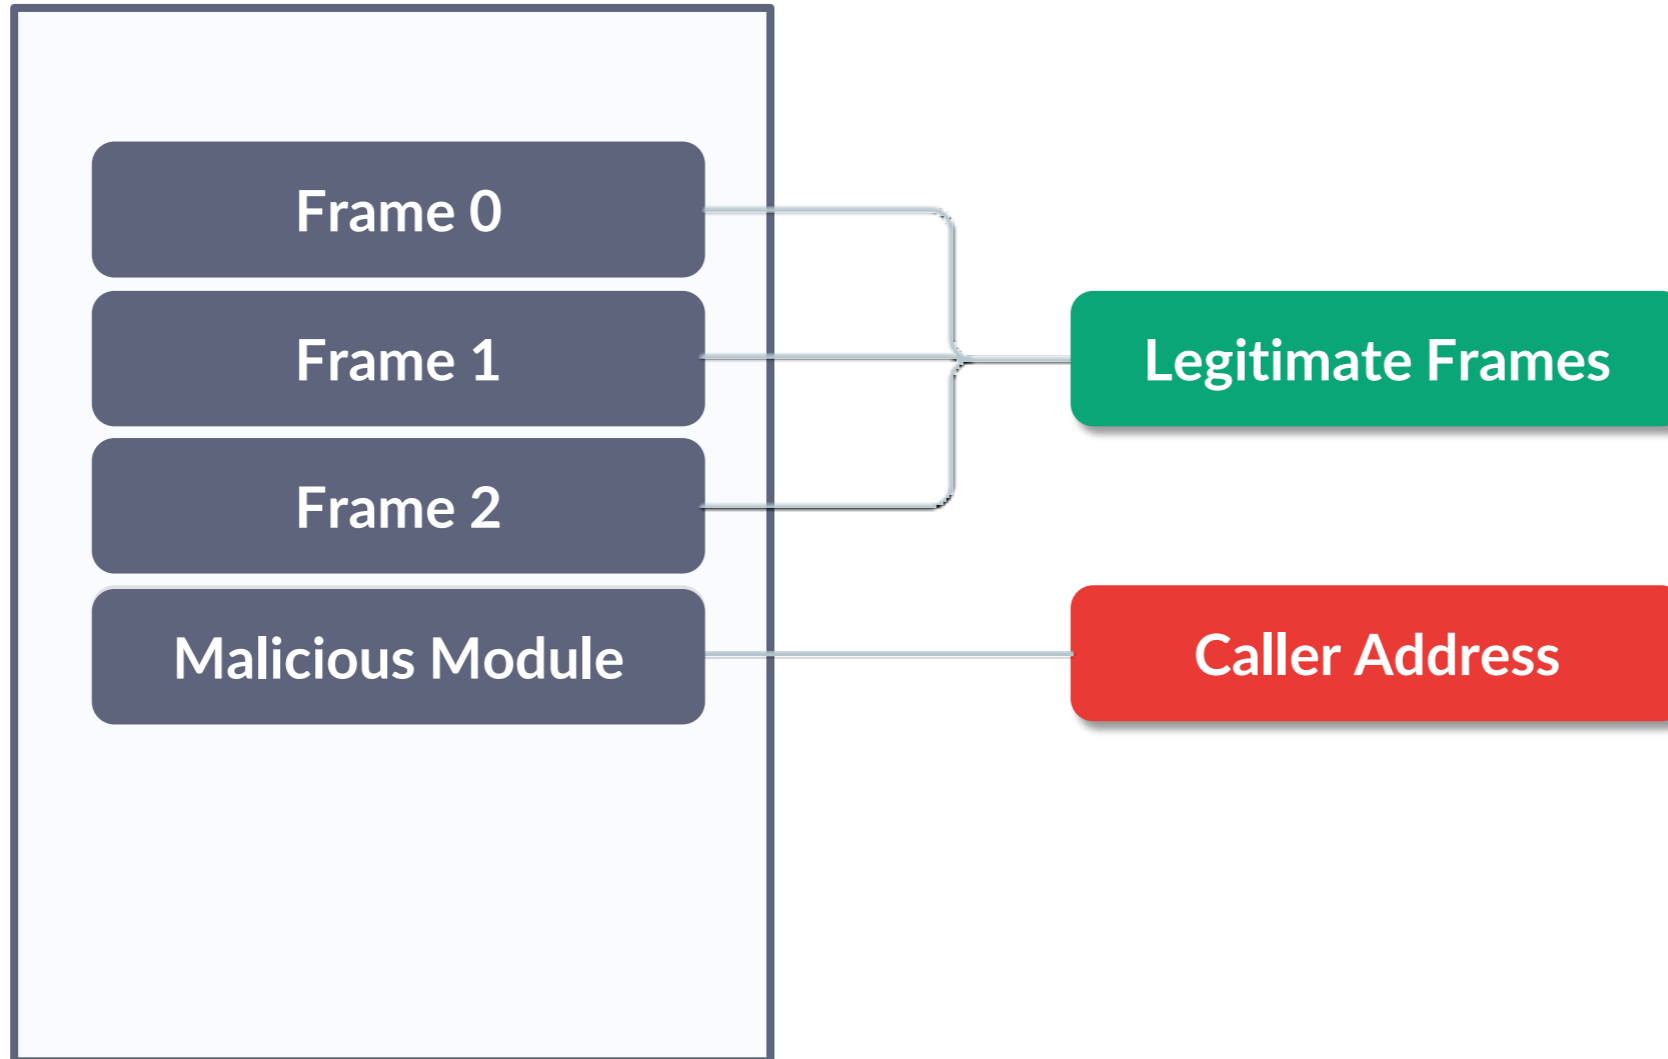 Frame 0
Frame 1
Legitimate Frames
Frame 2
Malicious Module
Caller Address